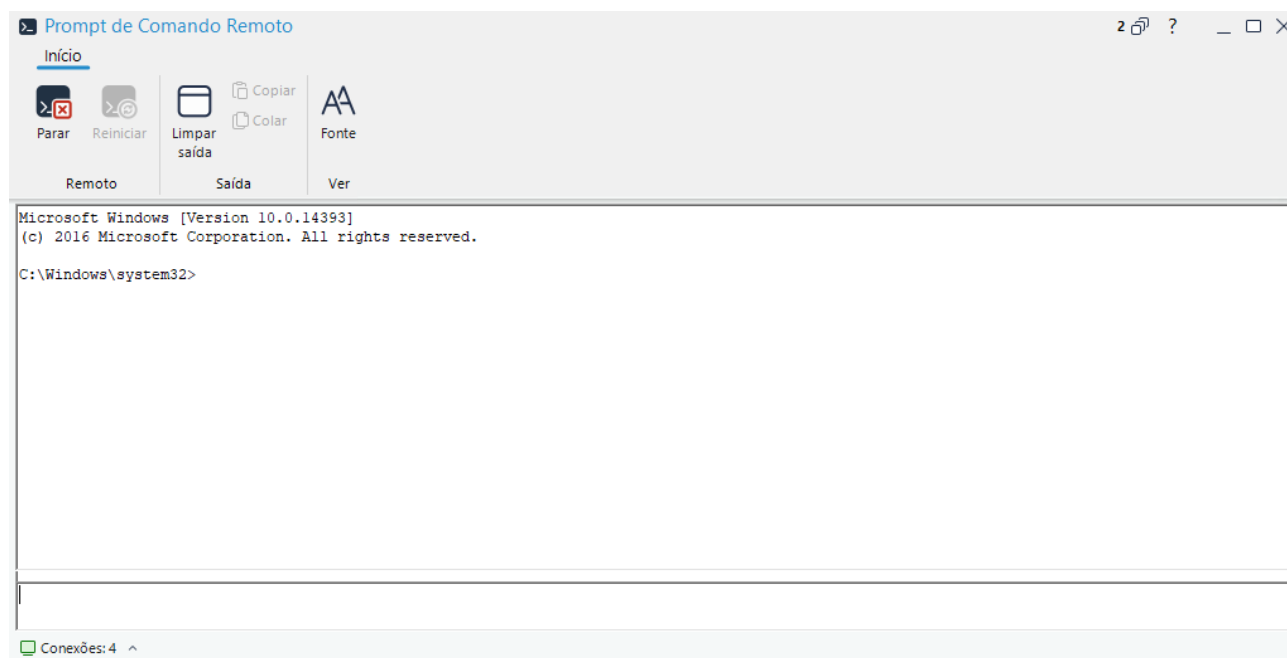 Prompt de Comando Remoto
2 ?
Início
Parar
Reiniciar
Limpar saída
Copiar
Colar
Fonte
Remoto
Saída
Ver
Microsoft Windows [Version 10.0.14393]
(c) 2016 Microsoft Corporation. All rights reserved.
C:\Windows\system32>
Conexões: 4